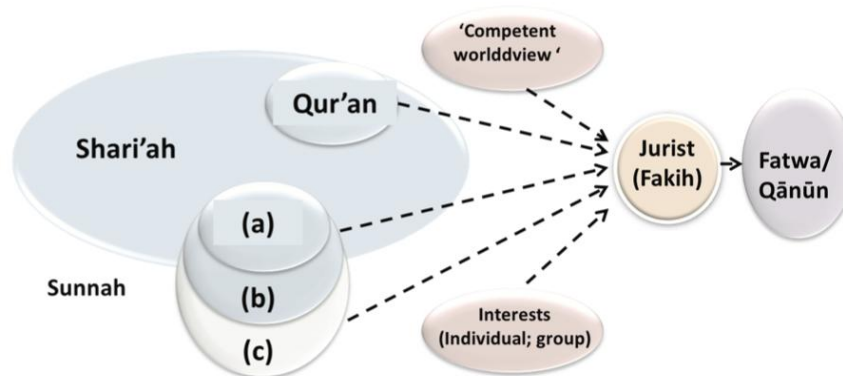 ‘Competent
worlddview ‘
Qur’an
Shari’ah
Jurist
(Fakih)
Fatwa/
Qānūn
(a)
Sunnah
(b)
(c)
Interests
(Individual; group)